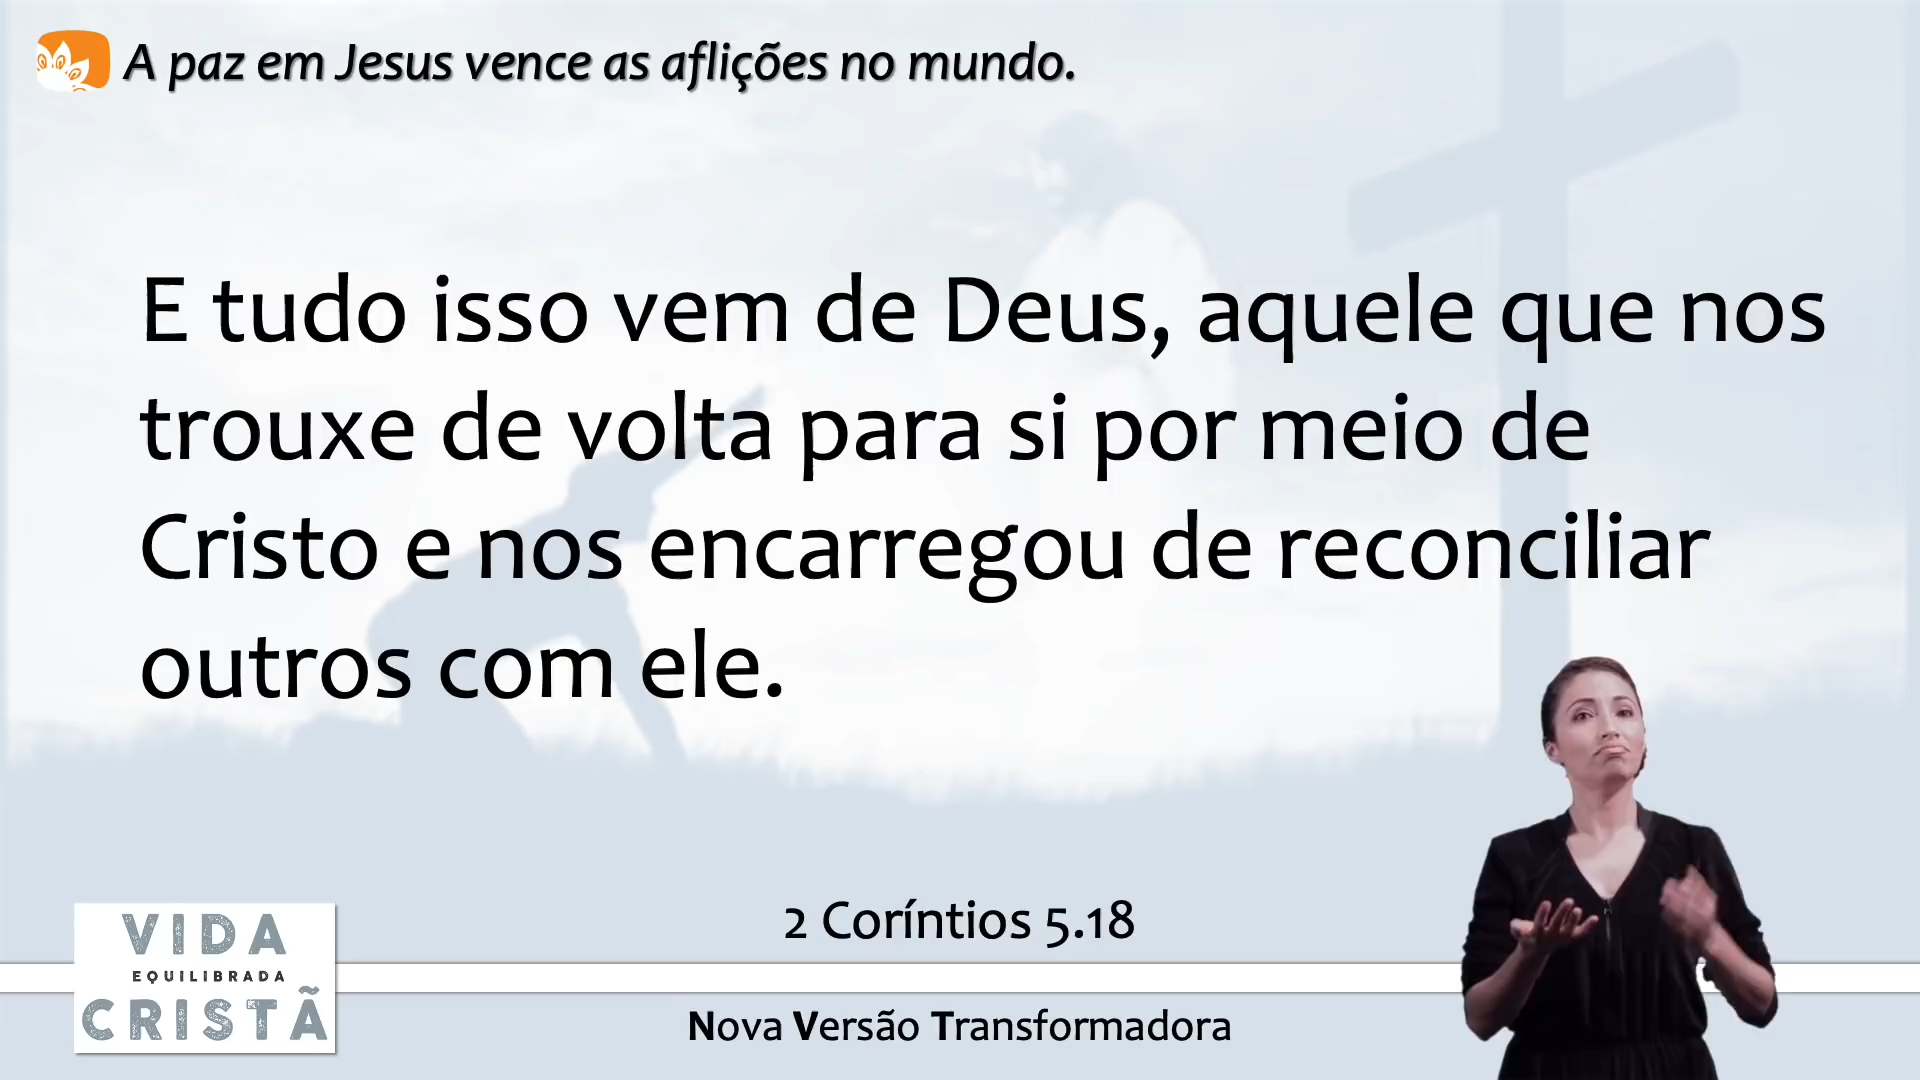 A paz em Jesus vence as aflições no mundo.
E tudo isso vem de Deus, aquele que nos
trouxe de volta para si por meio de
Cristo e nos encarregou de reconciliar
outros com ele.
2 Coríntios 5.18
VIDA
EQUILIBRADA
CRISTÃ
Nova Versão Transformadora